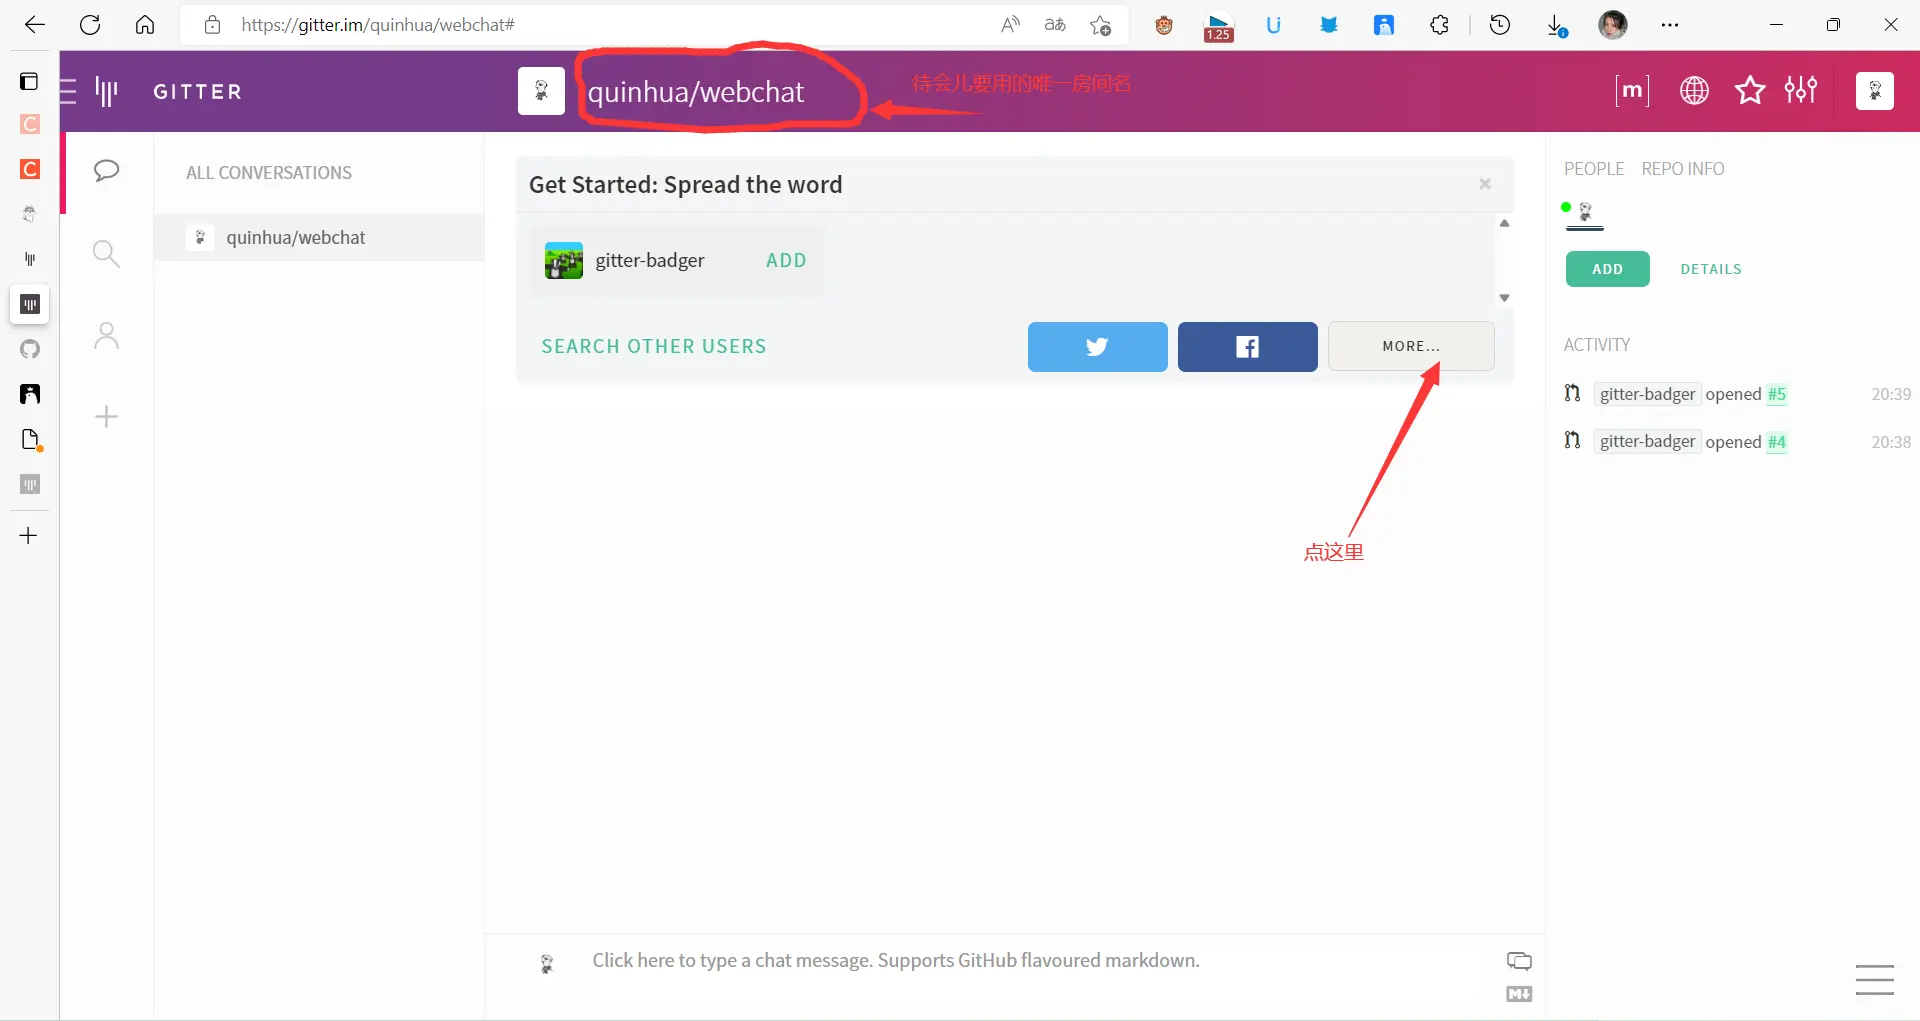 https://gitter.im/quinhua/webchat#
1.25
GITTER
quinhua/webchat
待会儿要用的唯一房间名
[m]
ALL CONVERSATIONS
quinhua/webchat
Get Started: Spread the word
×
gitter-badger
ADD
SEARCH OTHER USERS
MORE...
点这里
PEOPLE
REPO INFO
ADD
DETAILS
ACTIVITY
gitter-badger opened #5 20:39
gitter-badger opened #4 20:38
Click here to type a chat message. Supports GitHub flavoured markdown.